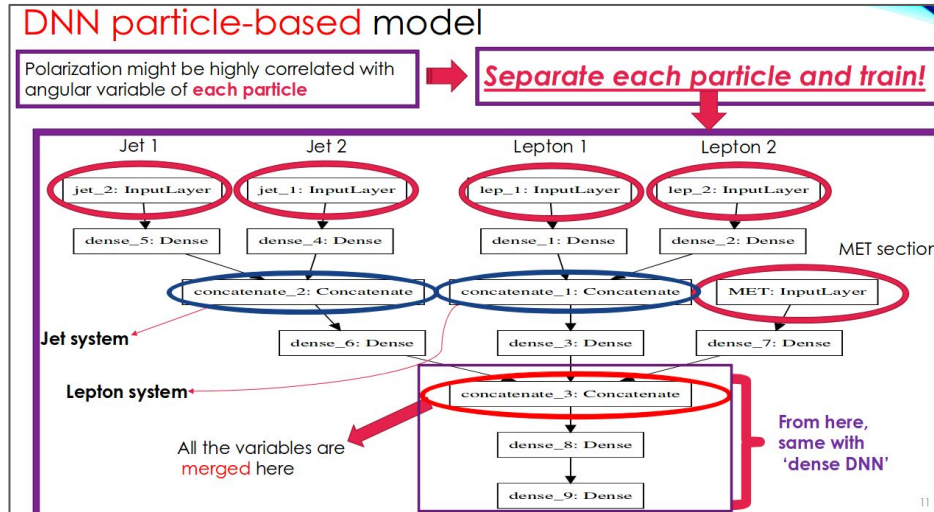 DNN particle-based model
Polarization might be highly correlated with
angular variable of each particle
Separate each particle and train!
Jet 1
Jet 2
Lepton 1
Lepton 2
jet_2: InputLayer
jet_1: InputLayer
lep_1: InputLayer
lep_2: InputLayer
dense_5: Dense
dense_4: Dense
dense_1: Dense
dense_2: Dense
MET section
concatenate_2: Concatenate
concatenate_1: Concatenate
MET: InputLayer
Jet system
dense_6: Dense
dense_3: Dense
dense_7: Dense
Lepton system
concatenate_3: Concatenate
All the variables are
merged here
dense_8: Dense
dense_9: Dense
From here,
same with
‘dense DNN’
11